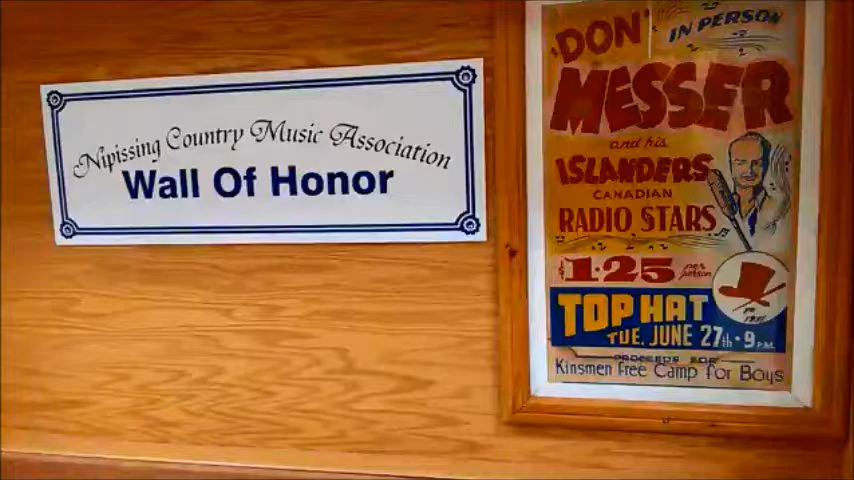 Nipissing Country Music Association
Wall Of Honor
DON
IN PERSON
MESSER
and his
ISLANDERS
CANADIAN
RADIO STARS
$1.25 per person
TOP HAT
TUE. JUNE 27th • 9 P.M.
PROCEEDS FOR
Kinsmen Free Camp for Boys